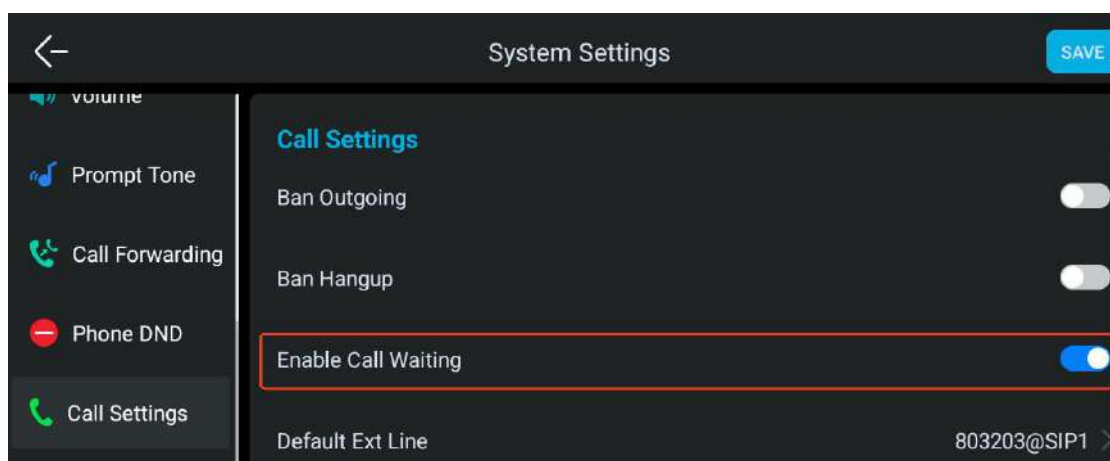 System Settings
SAVE
Volume
Prompt Tone
Call Forwarding
Phone DND
Call Settings
Call Settings
Ban Outgoing
Ban Hangup
Enable Call Waiting
Default Ext Line
803203@SIP1